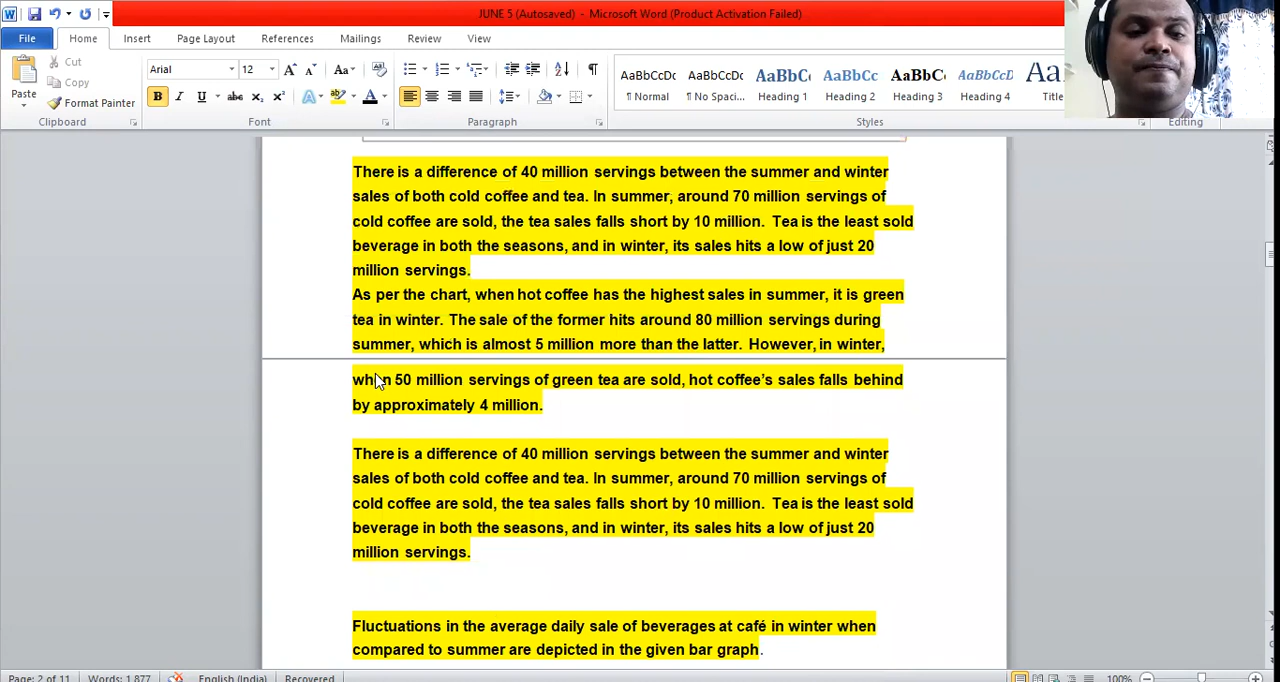 JUNE 5 (Autosaved) - Microsoft Word (Product Activation Failed)
File Home Insert Page Layout References Mailings Review View
Cut
Copy
Paste
Format Painter
Arial 12
AaBbCcDc AaBbCcDc AaBbC AaBbCc AaBbC AaBbCcD Aa
¶ Normal ¶ No Spaci... Heading 1 Heading 2 Heading 3 Heading 4 Title
Clipboard Font Paragraph Styles Editing
There is a difference of 40 million servings between the summer and winter
sales of both cold coffee and tea. In summer, around 70 million servings of
cold coffee are sold, the tea sales falls short by 10 million. Tea is the least sold
beverage in both the seasons, and in winter, its sales hits a low of just 20
million servings.
As per the chart, when hot coffee has the highest sales in summer, it is green
tea in winter. The sale of the former hits around 80 million servings during
summer, which is almost 5 million more than the latter. However, in winter,
when 50 million servings of green tea are sold, hot coffee’s sales falls behind
by approximately 4 million.
There is a difference of 40 million servings between the summer and winter
sales of both cold coffee and tea. In summer, around 70 million servings of
cold coffee are sold, the tea sales falls short by 10 million. Tea is the least sold
beverage in both the seasons, and in winter, its sales hits a low of just 20
million servings.
Fluctuations in the average daily sale of beverages at café in winter when
compared to summer are depicted in the given bar graph.
Page: 2 of 11 Words: 1,877 English (India) Recovered 100%